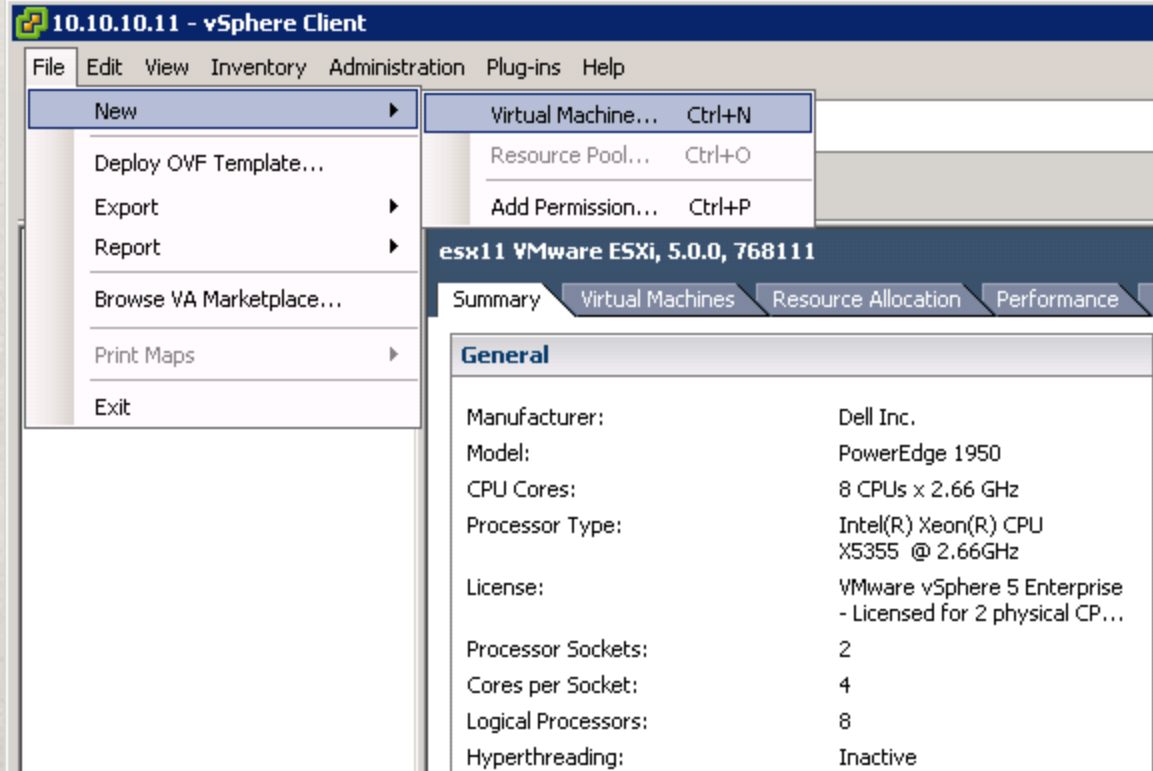 10.10.10.11 - vSphere Client
File Edit View Inventory Administration Plug-ins Help
New
Virtual Machine... Ctrl+N
Resource Pool... Ctrl+O
Add Permission... Ctrl+P
Deploy OVF Template...
Export
Report
Browse VA Marketplace...
Print Maps
Exit
esx11 VMware ESXi, 5.0.0, 768111
Summary Virtual Machines Resource Allocation Performance
General
Manufacturer: Dell Inc.
Model: PowerEdge 1950
CPU Cores: 8 CPUs x 2.66 GHz
Processor Type: Intel(R) Xeon(R) CPU
X5355 @ 2.66GHz
License: VMware vSphere 5 Enterprise
- Licensed for 2 physical CP...
Processor Sockets: 2
Cores per Socket: 4
Logical Processors: 8
Hyperthreading: Inactive